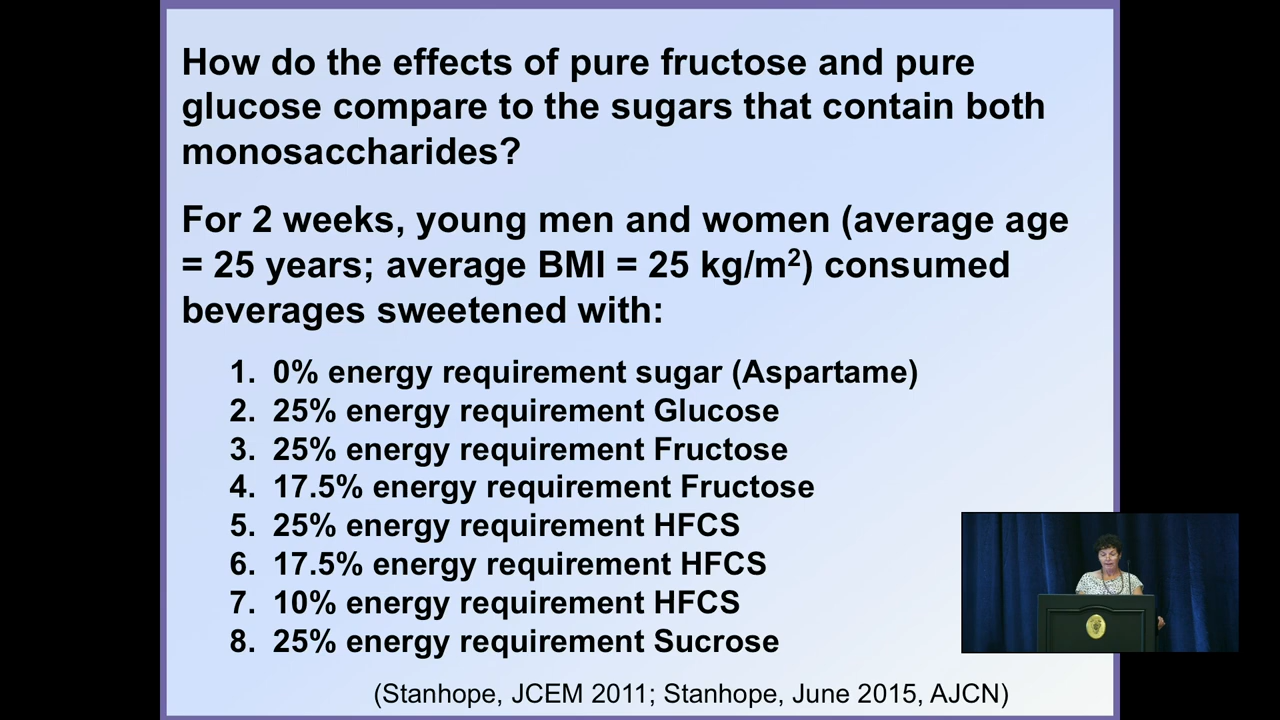 How do the effects of pure fructose and pure
glucose compare to the sugars that contain both
monosaccharides?
For 2 weeks, young men and women (average age
= 25 years; average BMI = 25 kg/m²) consumed
beverages sweetened with:
1. 0% energy requirement sugar (Aspartame)
2. 25% energy requirement Glucose
3. 25% energy requirement Fructose
4. 17.5% energy requirement Fructose
5. 25% energy requirement HFCS
6. 17.5% energy requirement HFCS
7. 10% energy requirement HFCS
8. 25% energy requirement Sucrose
(Stanhope, JCEM 2011; Stanhope, June 2015, AJCN)